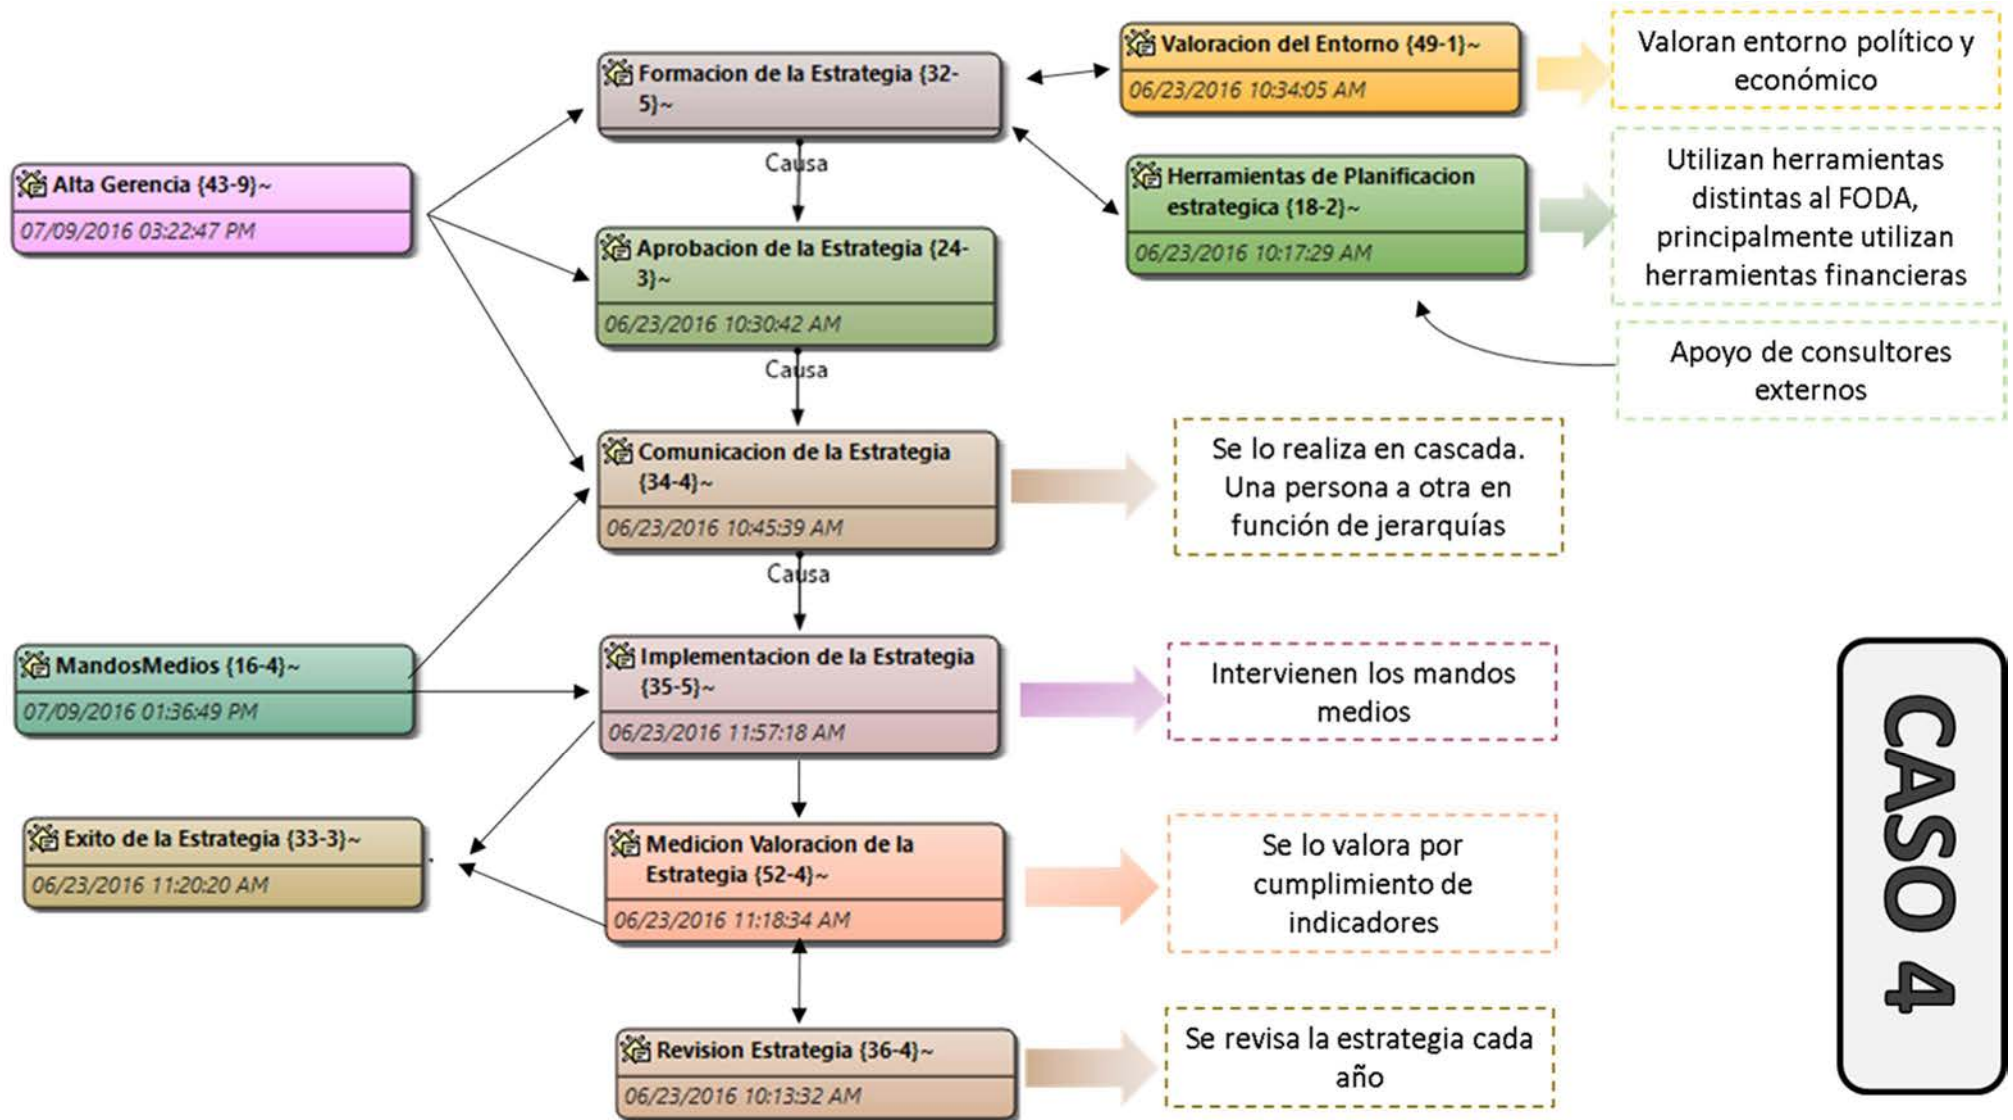 Valoracion del Entorno {49-1}~
06/23/2016 10:34:05 AM
Valoran entorno político y
económico
Formacion de la Estrategia {32-
5}~
Causa
Herramientas de Planificacion
estrategica {18-2}~
06/23/2016 10:17:29 AM
Utilizan herramientas
distintas al FODA,
principalmente utilizan
herramientas financieras
Alta Gerencia {43-9}~
07/09/2016 03:22:47 PM
Aprobacion de la Estrategia {24-
3}~
06/23/2016 10:30:42 AM
Causa
Apoyo de consultores
externos
Comunicacion de la Estrategia
{34-4}~
06/23/2016 10:45:39 AM
Se lo realiza en cascada.
Una persona a otra en
función de jerarquías
Causa
MandosMedios {16-4}~
07/09/2016 01:36:49 PM
Implementacion de la Estrategia
{35-5}~
06/23/2016 11:57:18 AM
Intervienen los mandos
medios
Exito de la Estrategia {33-3}~
06/23/2016 11:20:20 AM
Medicion Valoracion de la
Estrategia {52-4}~
06/23/2016 11:18:34 AM
Se lo valora por
cumplimiento de
indicadores
Revision Estrategia {36-4}~
06/23/2016 10:13:32 AM
Se revisa la estrategia cada
año
CASO 4